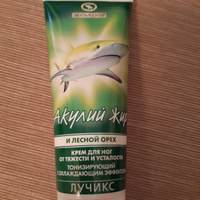 Акулий жир
И ЛЕСНОЙ ОРЕХ
КРЕМ ДЛЯ НОГ
ОТ ТЯЖЕСТИ И УСТАЛОСТИ
ТОНИЗИРУЮЩИЙ
С ОХЛАЖДАЮЩИМ ЭФФЕКТОМ
ЛУЧИКС